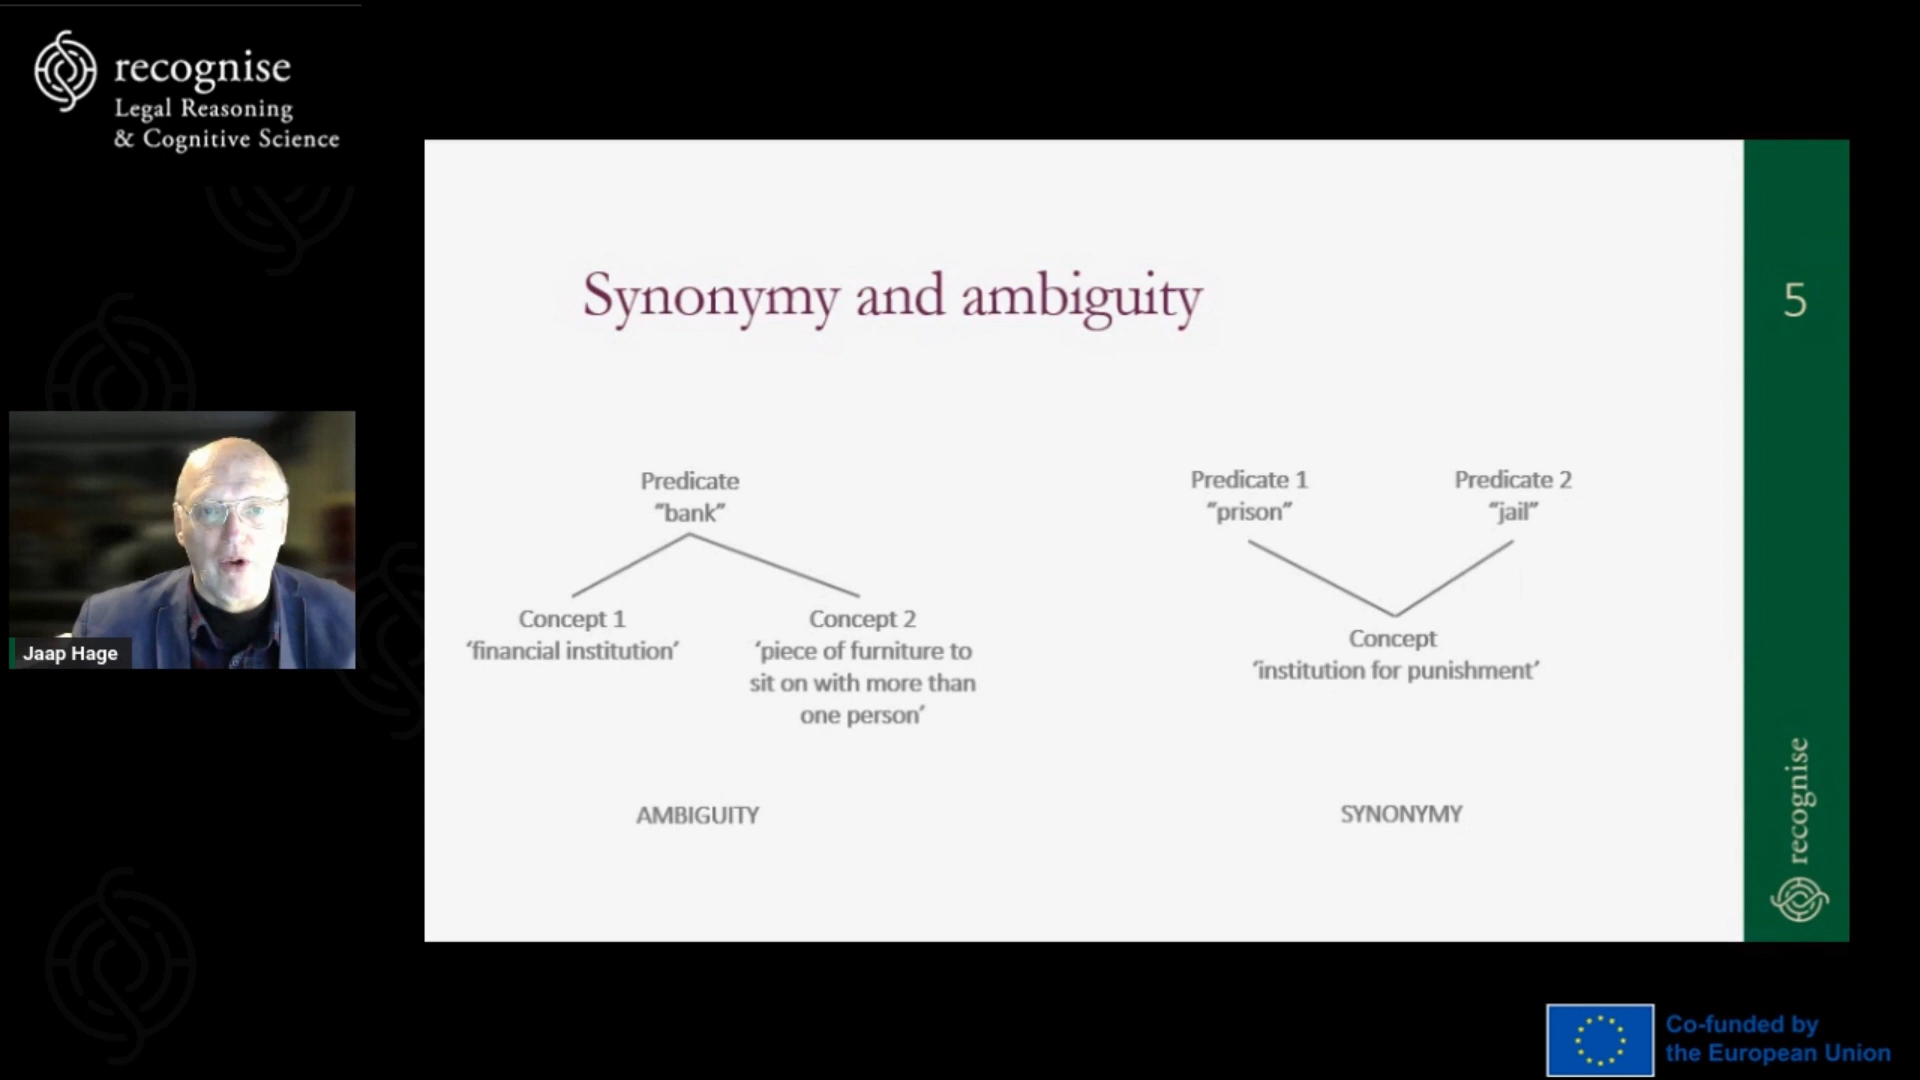 recognise
Legal Reasoning
& Cognitive Science
Jaap Hage
Synonymy and ambiguity
5
Predicate
“bank”
Concept 1
‘financial institution’
Concept 2
‘piece of furniture to
sit on with more than
one person’
AMBIGUITY
Predicate 1
“prison”
Predicate 2
“jail”
Concept
‘institution for punishment’
SYNONYMY
recognise
Co-funded by
the European Union